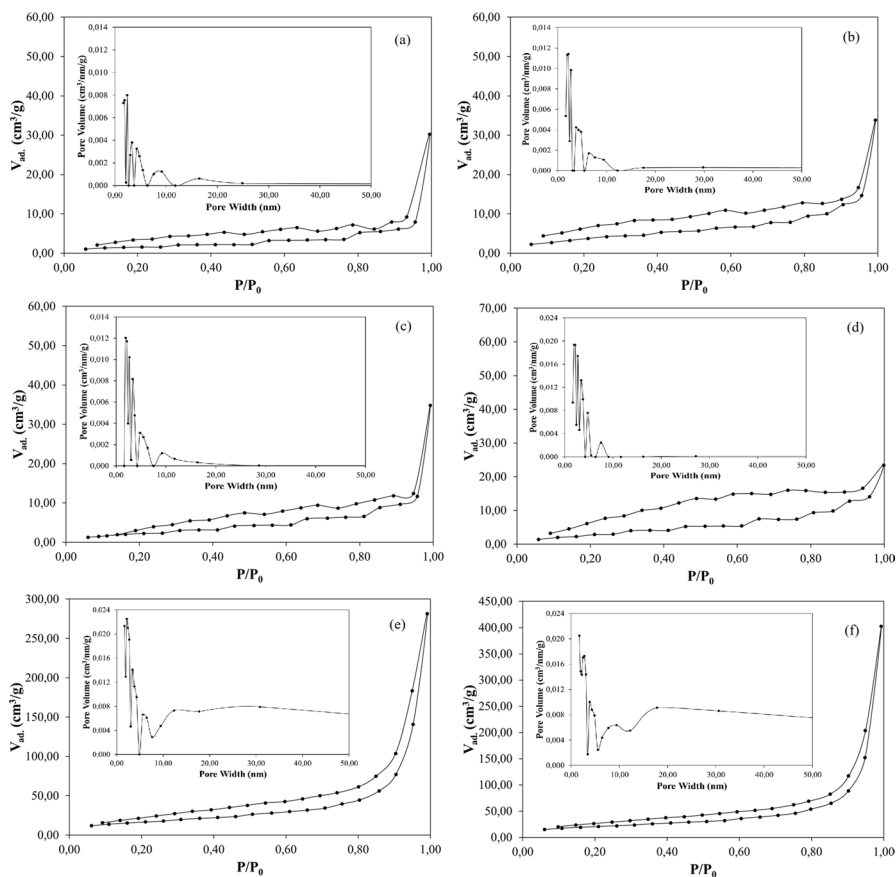 (a)
60,00
50,00
40,00
30,00
20,00
10,00
0,00
V_ad. (cm³/g)
0,014
0,012
0,010
0,008
0,006
0,004
0,002
0,000
Pore Volume (cm³/nm/g)
0,00 10,00 20,00 30,00 40,00 50,00
Pore Width (nm)
0,00 0,20 0,40 0,60 0,80 1,00
P/P₀
(b)
60,00
50,00
40,00
30,00
20,00
10,00
0,00
V_ad. (cm³/g)
0,014
0,012
0,010
0,008
0,006
0,004
0,002
0,000
Pore Volume (cm³/nm/g)
0,00 10,00 20,00 30,00 40,00 50,00
Pore Width (nm)
0,00 0,20 0,40 0,60 0,80 1,00
P/P₀
(c)
60,00
50,00
40,00
30,00
20,00
10,00
0,00
V_ad. (cm³/g)
0,014
0,012
0,010
0,008
0,006
0,004
0,002
0,000
Pore Volume (cm³/nm/g)
0,00 10,00 20,00 30,00 40,00 50,00
Pore Width (nm)
0,00 0,20 0,40 0,60 0,80 1,00
P/P₀
(d)
70,00
60,00
50,00
40,00
30,00
20,00
10,00
0,00
V_ad. (cm³/g)
0,024
0,020
0,016
0,012
0,008
0,004
0,000
Pore Volume (cm³/nm/g)
0,00 10,00 20,00 30,00 40,00 50,00
Pore Width (nm)
0,00 0,20 0,40 0,60 0,80 1,00
P/P₀
(e)
300,00
250,00
200,00
150,00
100,00
50,00
0,00
V_ad. (cm³/g)
0,024
0,020
0,016
0,012
0,008
0,004
0,000
Pore Volume (cm³/nm/g)
0,00 10,00 20,00 30,00 40,00 50,00
Pore Width (nm)
0,00 0,20 0,40 0,60 0,80 1,00
P/P₀
(f)
450,00
400,00
350,00
300,00
250,00
200,00
150,00
100,00
50,00
0,00
V_ad. (cm³/g)
0,024
0,020
0,016
0,012
0,008
0,004
0,000
Pore Volume (cm³/nm/g)
0,00 10,00 20,00 30,00 40,00 50,00
Pore Width (nm)
0,00 0,20 0,40 0,60 0,80 1,00
P/P₀